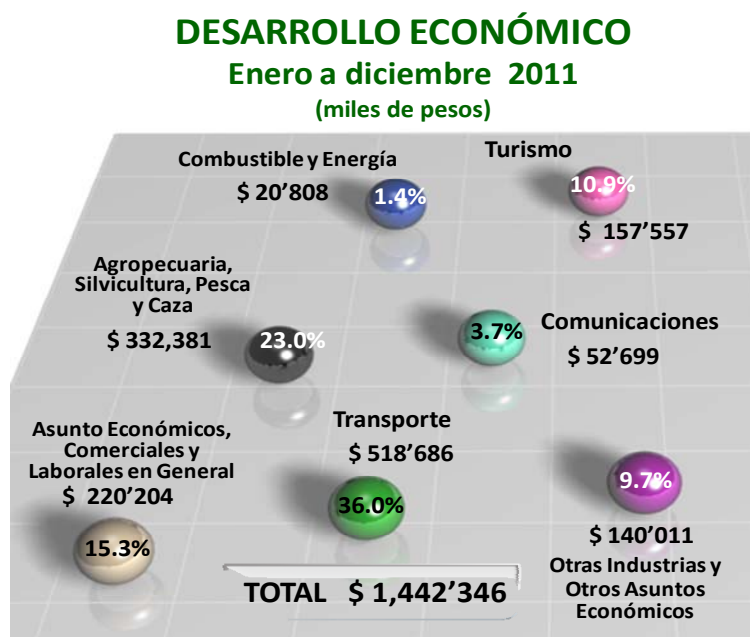 DESARROLLO ECONÓMICO
Enero a diciembre 2011
(miles de pesos)
Combustible y Energía
$ 20’808
1.4%
Turismo
10.9%
$ 157’557
Agropecuaria,
Silvicultura, Pesca
y Caza
$ 332,381
23.0%
3.7%
Comunicaciones
$ 52’699
Asunto Económicos,
Comerciales y
Laborales en General
$ 220’204
15.3%
Transporte
$ 518’686
36.0%
9.7%
$ 140’011
Otras Industrias y
Otros Asuntos
Económicos
TOTAL $ 1,442’346